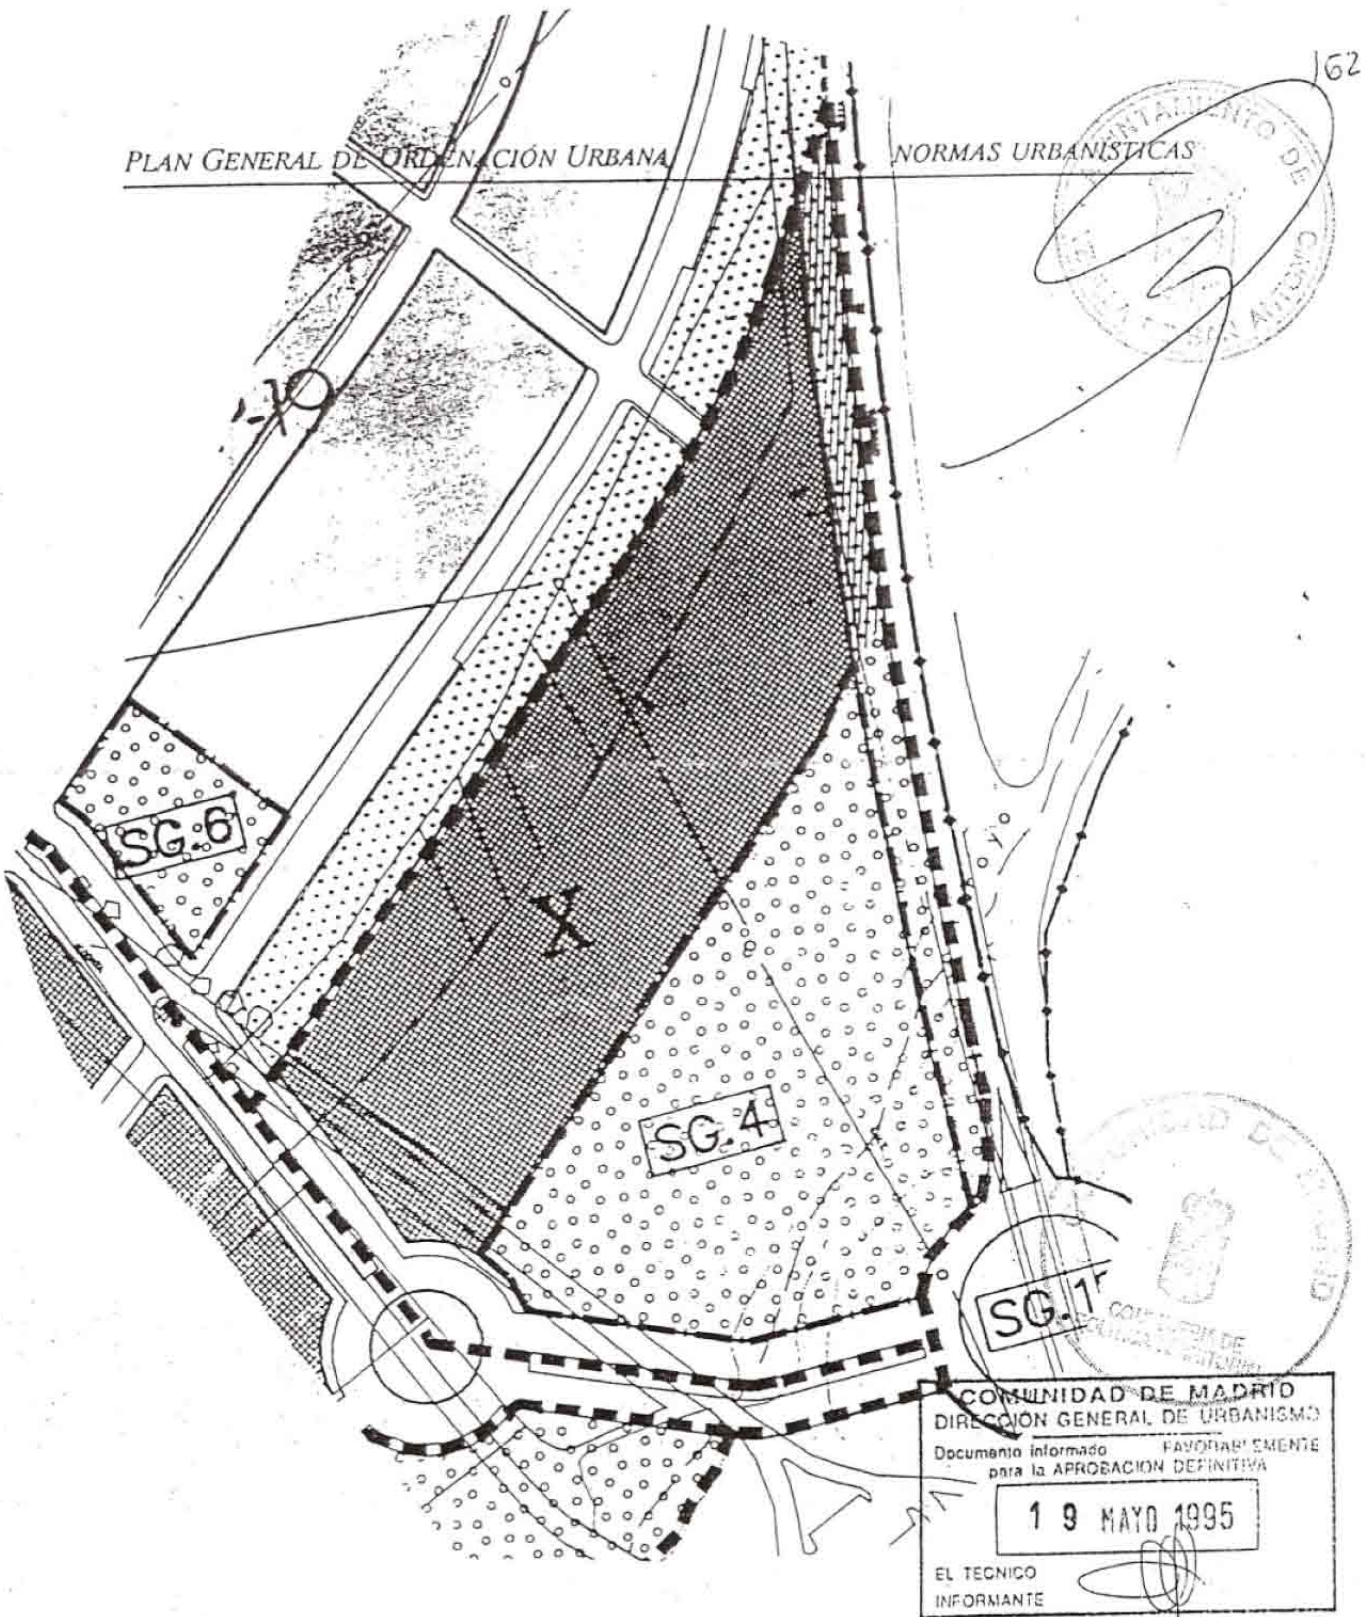 162
PLAN GENERAL DE ORDENACIÓN URBANA
NORMAS URBANÍSTICAS
SG.6
X
SG.4
SG.1
COMUNIDAD DE MADRID
DIRECCIÓN GENERAL DE URBANISMO
Documento informado FAVORABLEMENTE
para la APROBACION DEFINITIVA
19 MAYO 1995
EL TECNICO
INFORMANTE